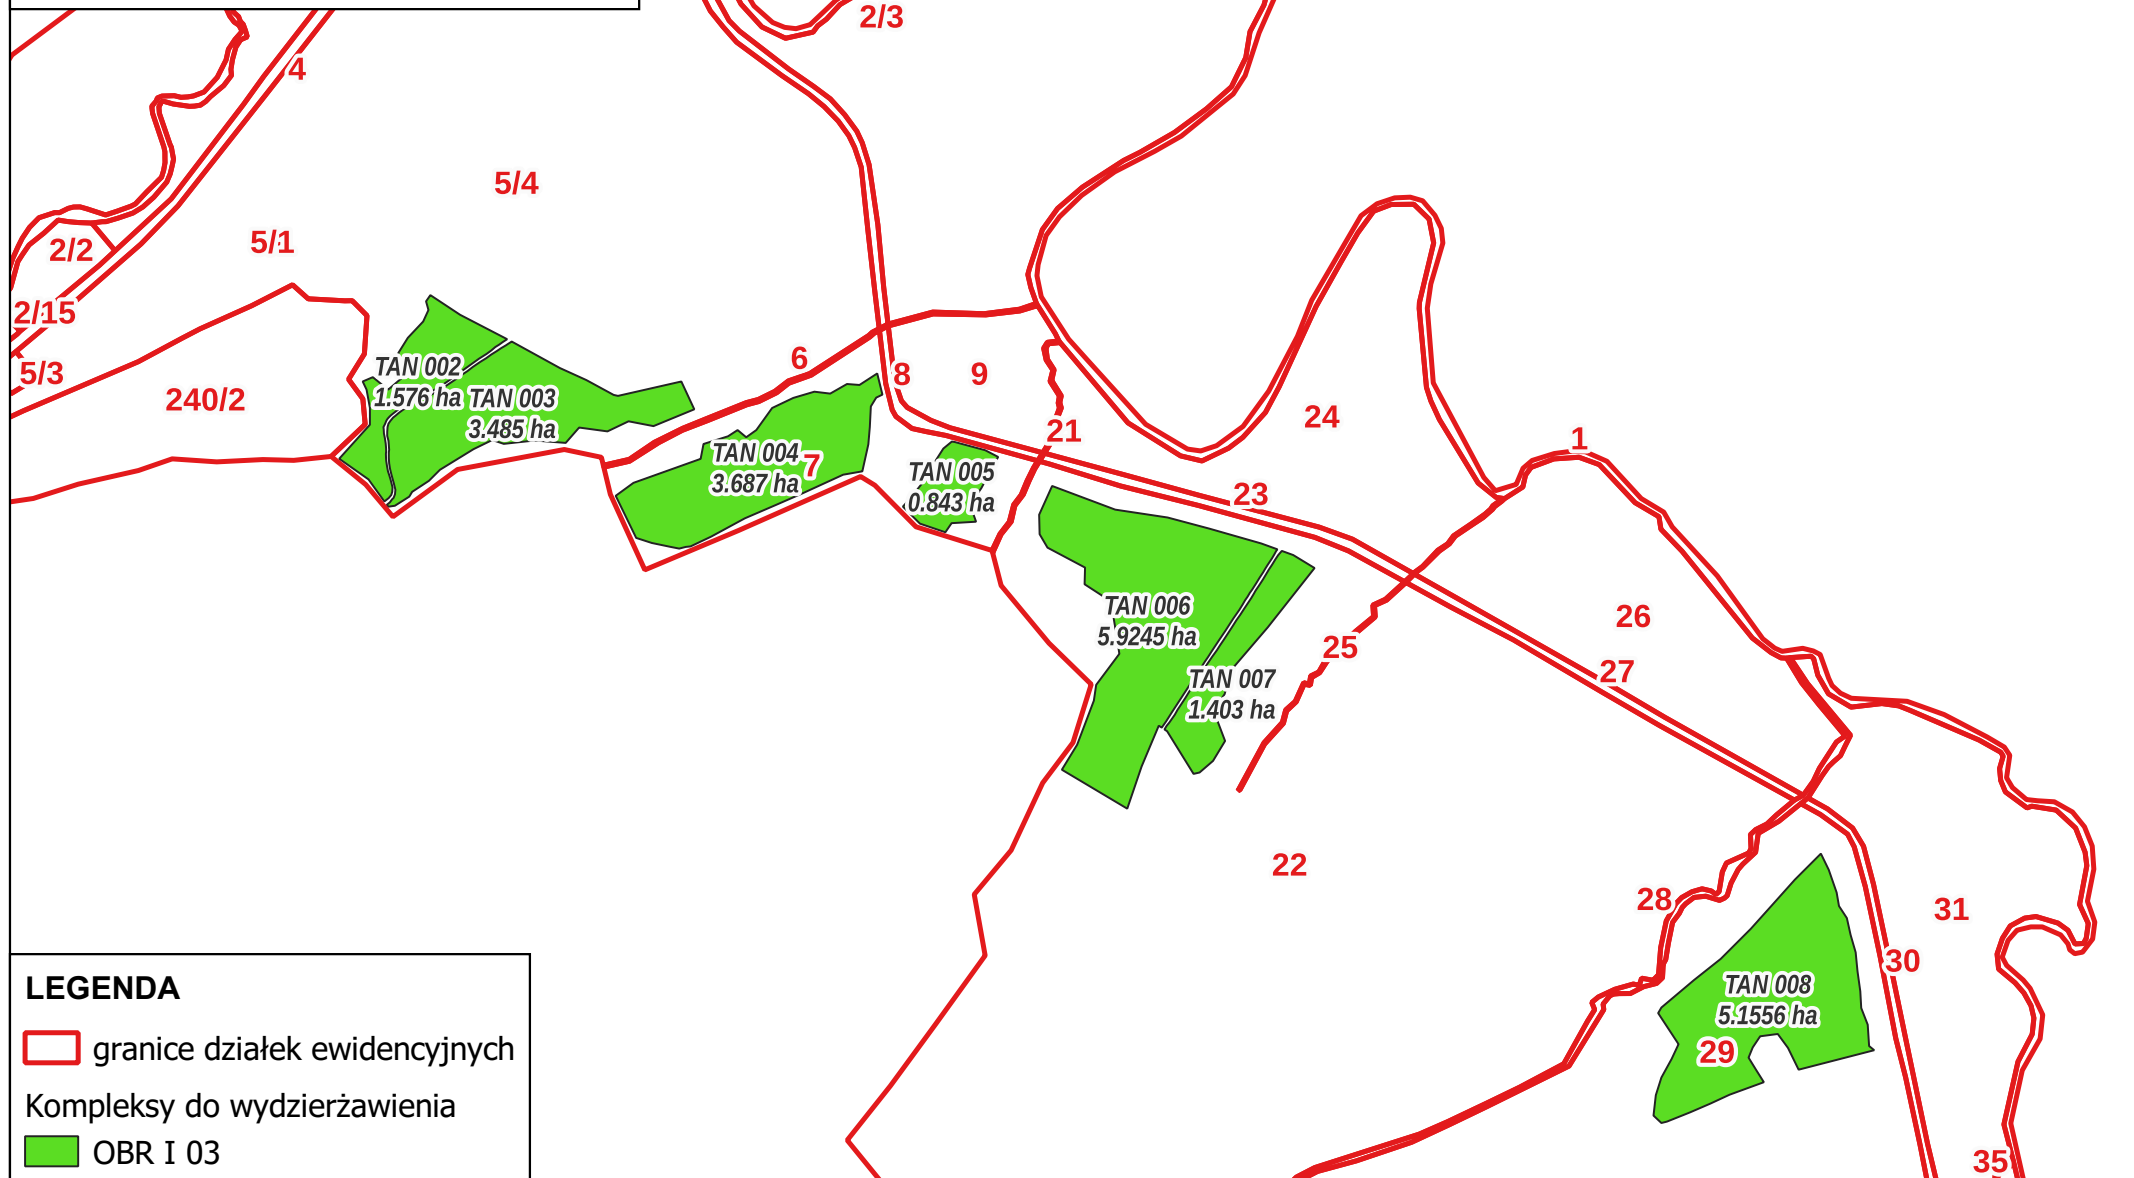 2/3
4
5/4
5/1
2/2
2/15
5/3
240/2
TAN 002
1.576 ha
TAN 003
3.485 ha
6
8
9
TAN 004
3.687 ha
7
TAN 005
0.843 ha
21
24
1
23
TAN 006
5.9245 ha
25
26
27
TAN 007
1.403 ha
22
28
31
30
TAN 008
5.1556 ha
29
35
LEGENDA
granice działek ewidencyjnych
Kompleksy do wydzierżawienia
OBR I 03